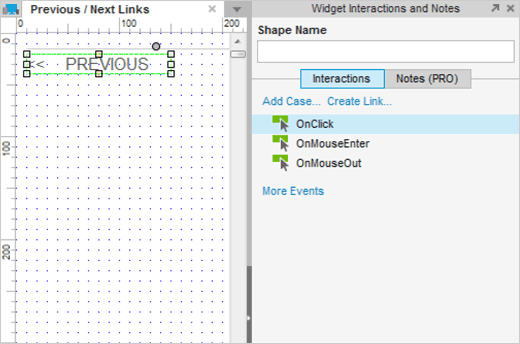 Previous / Next Links
0 100 200
0
<< PREVIOUS
100
200
Widget Interactions and Notes
Shape Name
Interactions Notes (PRO)
Add Case... Create Link...
OnClick
OnMouseEnter
OnMouseOut
More Events